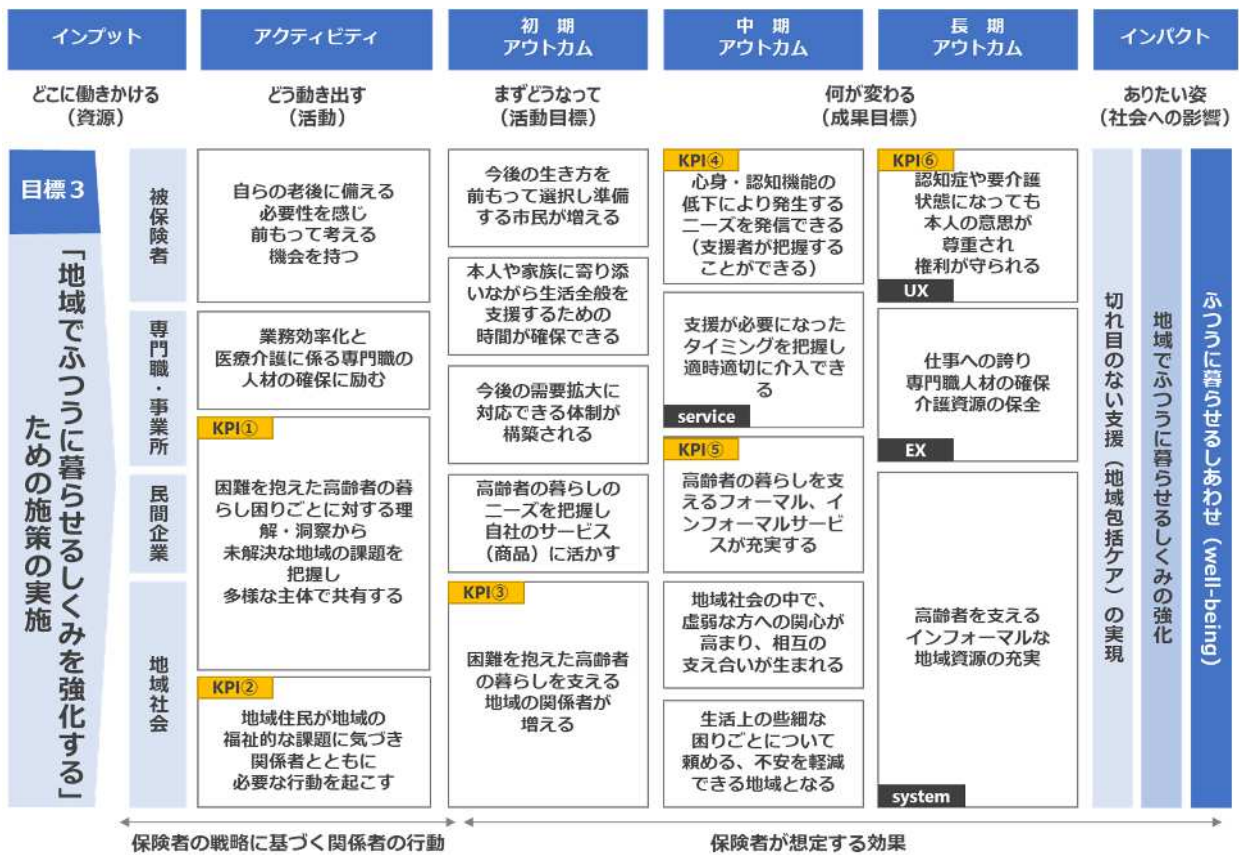 インプット
アクティビティ
初 期
アウトカム
中 期
アウトカム
長 期
アウトカム
インパクト
どこに働きかける
（資源）
どう動き出す
（活動）
まずどうなって
（活動目標）
何が変わる
（成果目標）
ありたい姿
（社会への影響）
目標３
「地域でふつうに暮らせるしくみを強化する」
ための施策の実施
被保険者
専門職・事業所
民間企業
地域社会
自らの老後に備える
必要性を感じ
前もって考える
機会を持つ
業務効率化と
医療介護に係る専門職の
人材の確保に励む
KPI①
困難を抱えた高齢者の暮
らし困りごとに対する理
解・洞察から
未解決な地域の課題を
把握し
多様な主体で共有する
KPI②
地域住民が地域の
福祉的な課題に気づき
関係者とともに
必要な行動を起こす
今後の生き方を
前もって選択し準備
する市民が増える
本人や家族に寄り添
いながら生活全般を
支援するための
時間が確保できる
今後の需要拡大に
対応できる体制が
構築される
高齢者の暮らしの
ニーズを把握し
自社のサービス
（商品）に活かす
KPI③
困難を抱えた高齢者
の暮らしを支える
地域の関係者が
増える
KPI④
心身・認知機能の
低下により発生する
ニーズを発信できる
（支援者が把握する
ことができる）
支援が必要になった
タイミングを把握し
適時適切に介入でき
る
service
KPI⑤
高齢者の暮らしを支
えるフォーマル、イ
ンフォーマルサービ
スが充実する
地域社会の中で、
虚弱な方への関心が
高まり、相互の
支え合いが生まれる
生活上の些細な
困りごとについて
頼める、不安を軽減
できる地域となる
KPI⑥
認知症や要介護
状態になっても
本人の意思が
尊重され
権利が守られる
UX
仕事への誇り
専門職人材の確保
介護資源の保全
EX
高齢者を支える
インフォーマルな
地域資源の充実
system
切れ目のない支援（地域包括ケア）の実現
地域でふつうに暮らせるしくみの強化
ふつうに暮らせるしあわせ（well-being）
保険者の戦略に基づく関係者の行動
保険者が想定する効果